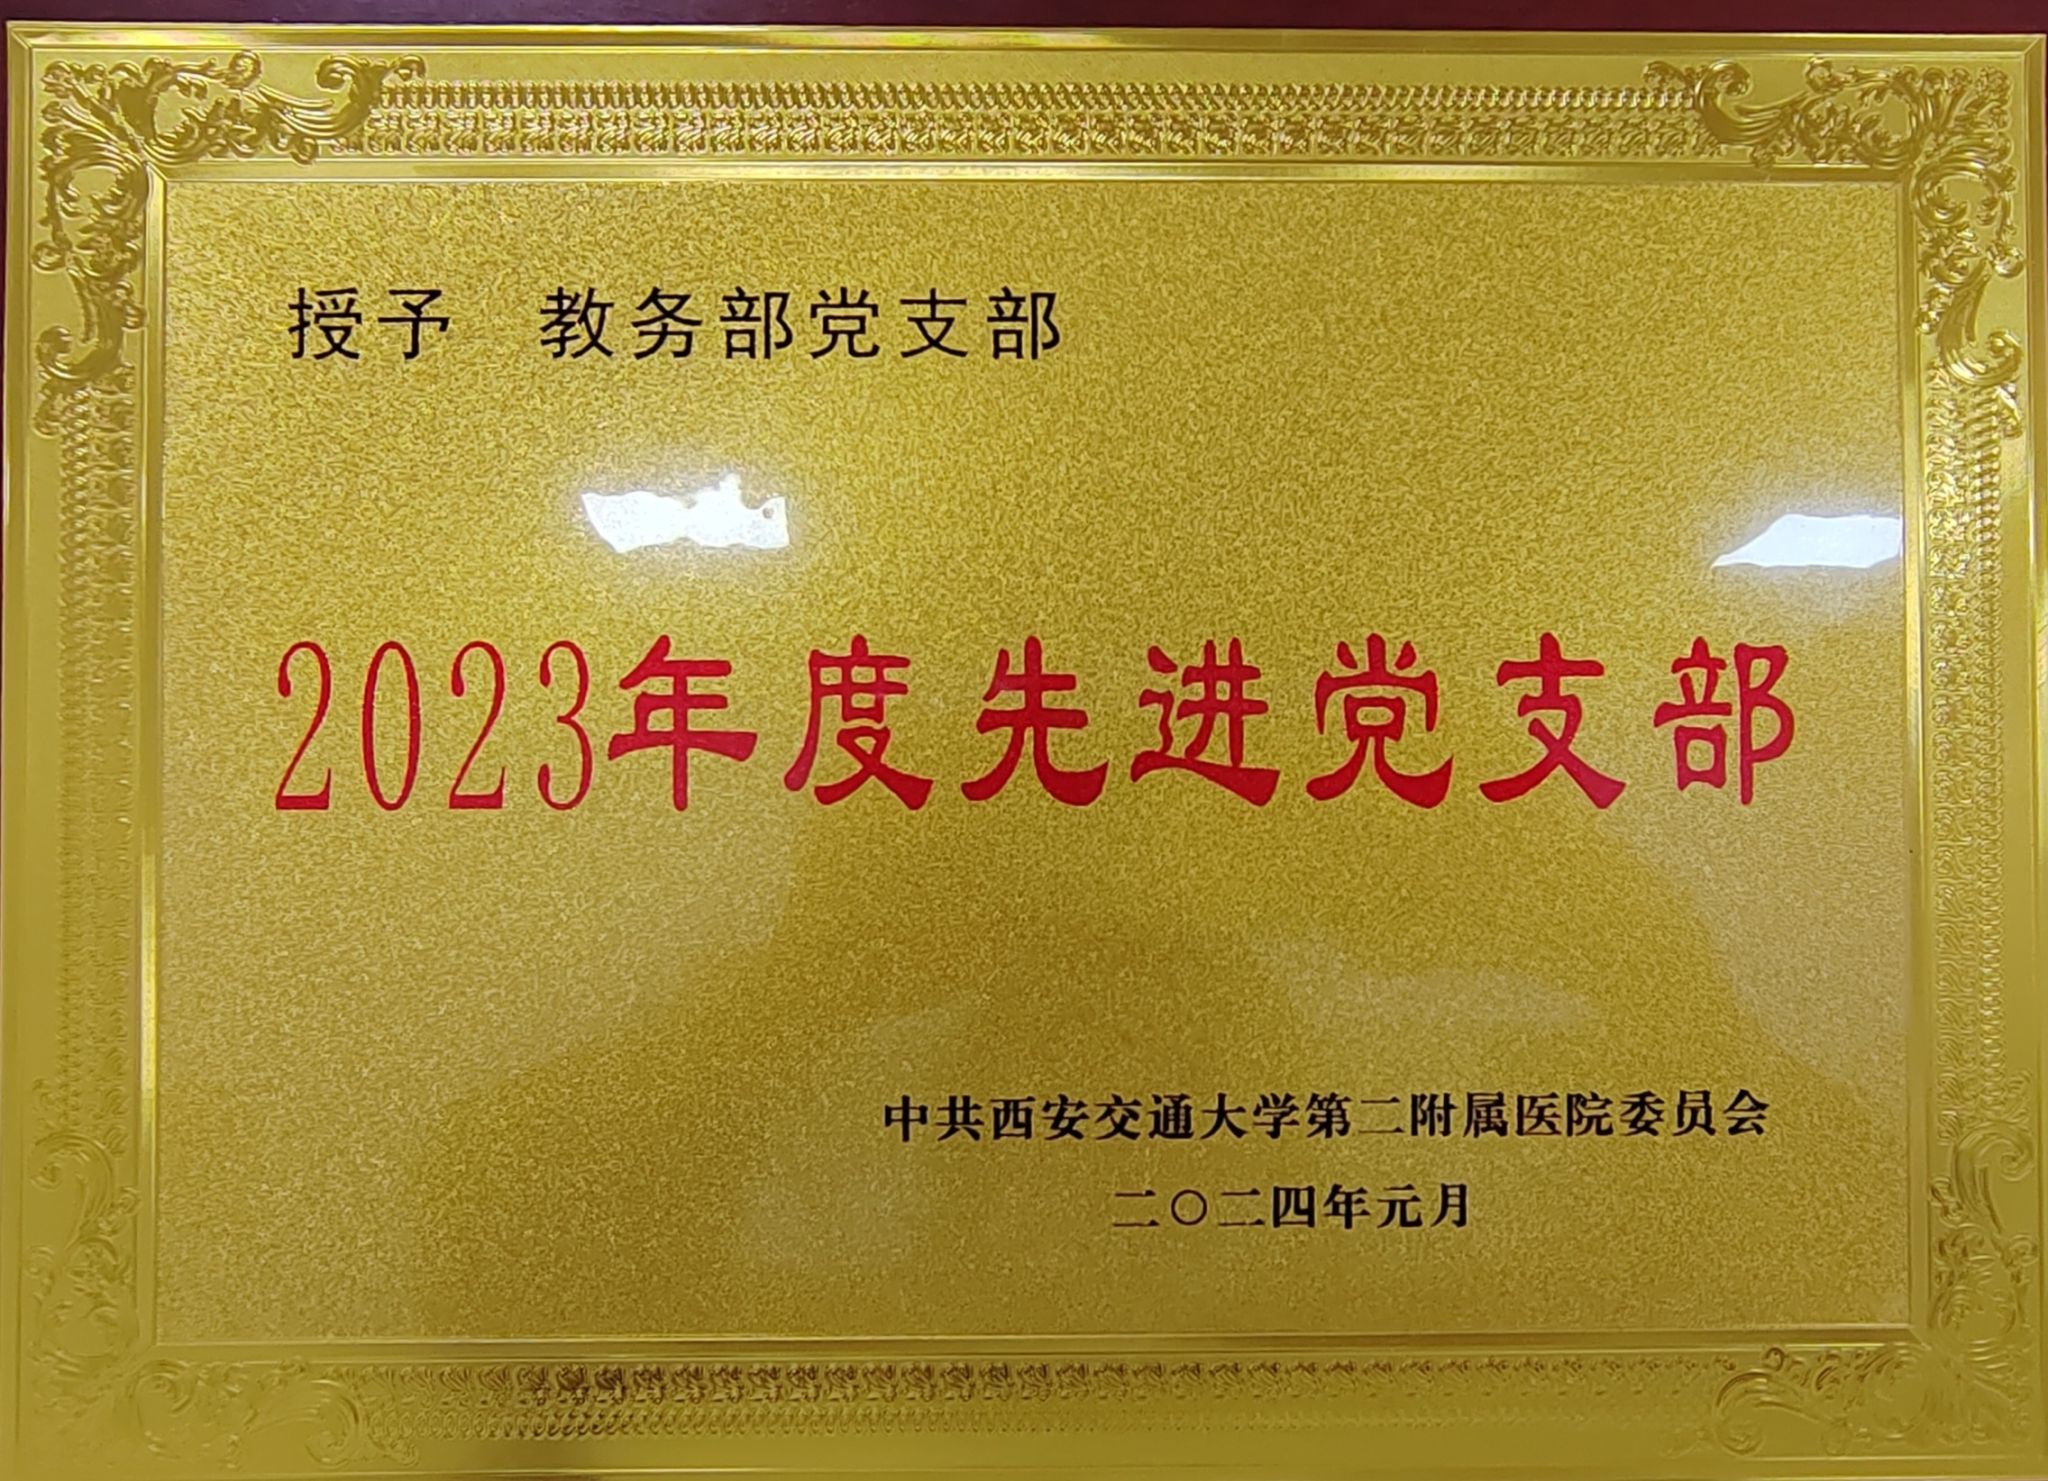 授予 教务部党支部
2023年度先进党支部
中共西安交通大学第二附属医院委员会
二〇二四年元月